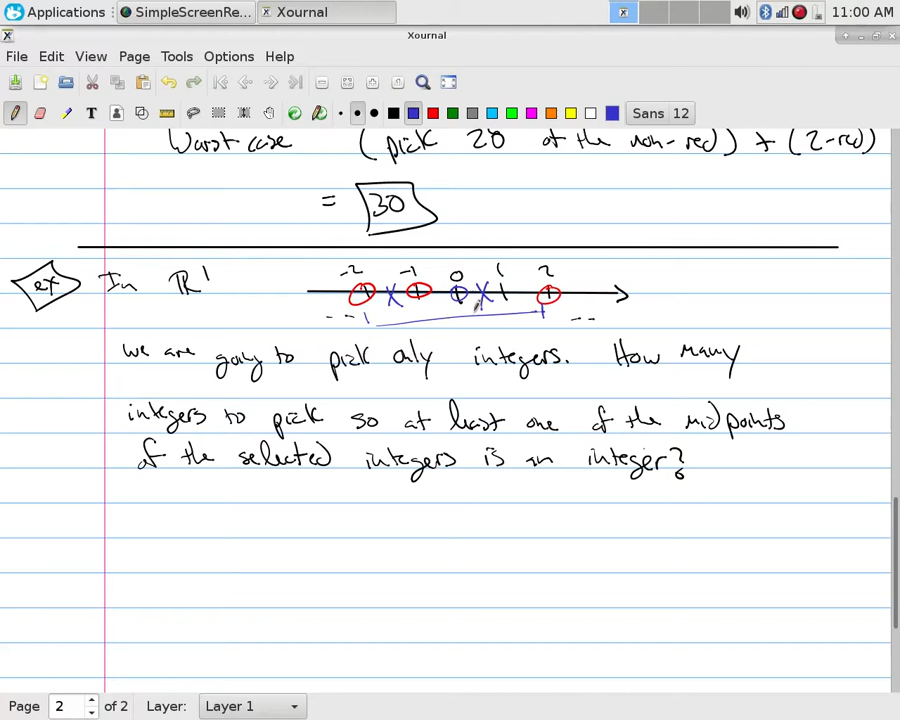 Applications SimpleScreenRe... Xournal 11:00 AM
Xournal
File Edit View Page Tools Options Help
T Sans 12
Worst case (pick 28 of the non-red) + (2-red)
= 30
ex In ℝ¹ -2 -1 0 1 2
we are going to pick only integers. How many
integers to pick so at least one of the midpoints
of the selected integers is an integer?
Page 2 of 2 Layer: Layer 1